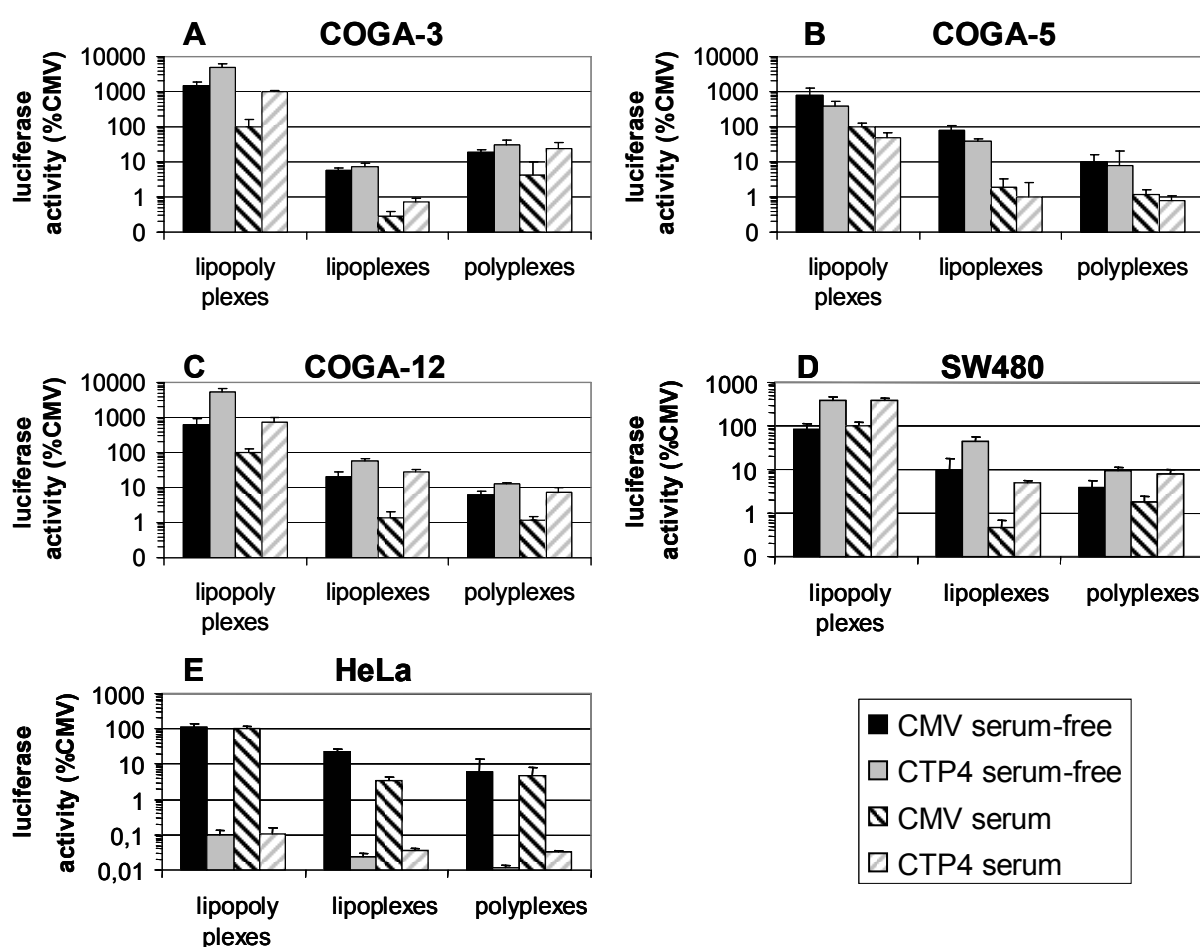 A COGA-3
luciferase
activity (%CMV)
10000
1000
100
10
1
0
lipopoly
plexes
lipoplexes
polyplexes
B COGA-5
luciferase
activity (%CMV)
10000
1000
100
10
1
0
lipopoly
plexes
lipoplexes
polyplexes
C COGA-12
luciferase
activity (%CMV)
10000
1000
100
10
1
0
lipopoly
plexes
lipoplexes
polyplexes
D SW480
luciferase
activity (%CMV)
1000
100
10
1
0
lipopoly
plexes
lipoplexes
polyplexes
E HeLa
luciferase
activity (%CMV)
1000
100
10
1
0,1
0,01
lipopoly
plexes
lipoplexes
polyplexes
CMV serum-free
CTP4 serum-free
CMV serum
CTP4 serum